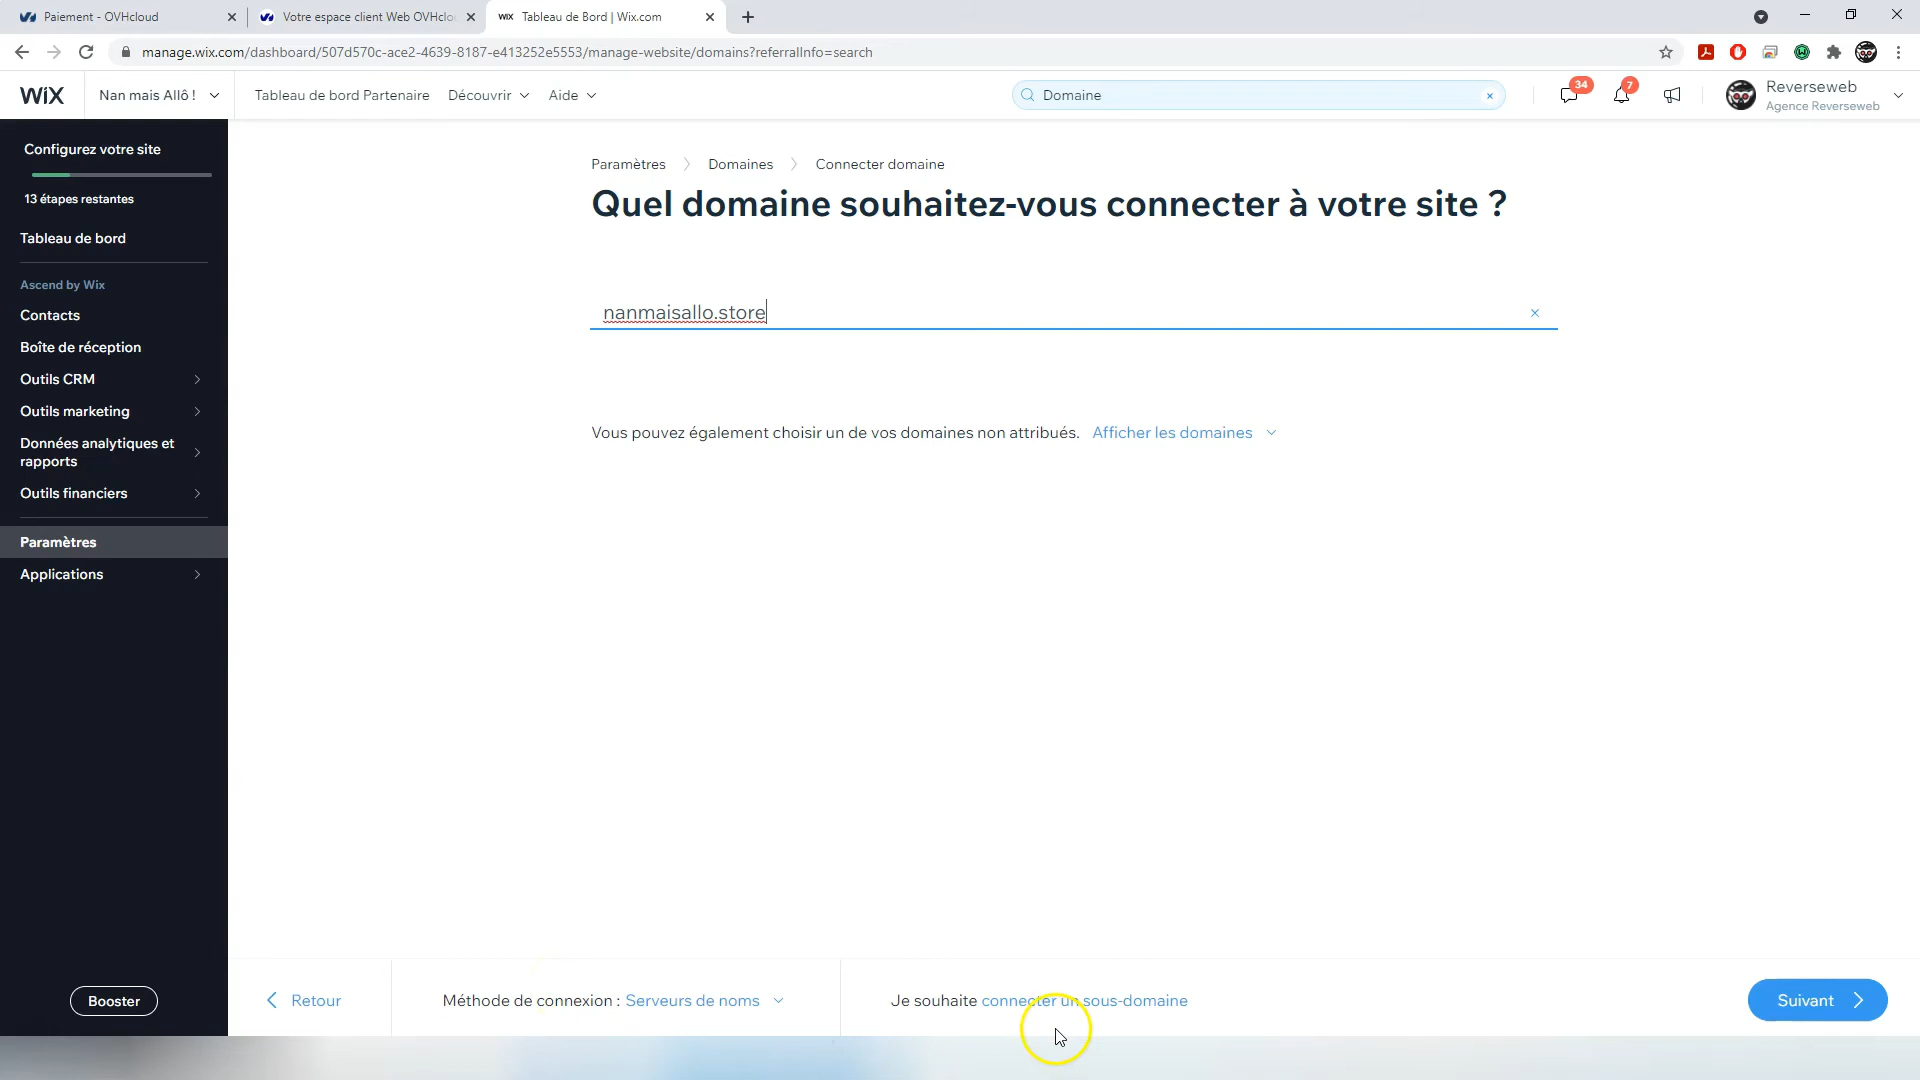 Paiement - OVHcloud
Votre espace client Web OVHclo
WiX Tableau de Bord | Wix.com
manage.wix.com/dashboard/507d570c-ace2-4639-8187-e413252e5553/manage-website/domains?referralInfo=search
WiX
Nan mais Allô !
Tableau de bord Partenaire
Découvrir
Aide
Domaine
34
7
Reverseweb
Agence Reverseweb
Configurez votre site
13 étapes restantes
Tableau de bord
Ascend by Wix
Contacts
Boîte de réception
Outils CRM
Outils marketing
Données analytiques et
rapports
Outils financiers
Paramètres
Applications
Booster
Paramètres
Domaines
Connecter domaine
Quel domaine souhaitez-vous connecter à votre site ?
nanmaisallo.store
Vous pouvez également choisir un de vos domaines non attribués. Afficher les domaines
Retour
Méthode de connexion : Serveurs de noms
Je souhaite connecter un sous-domaine
Suivant